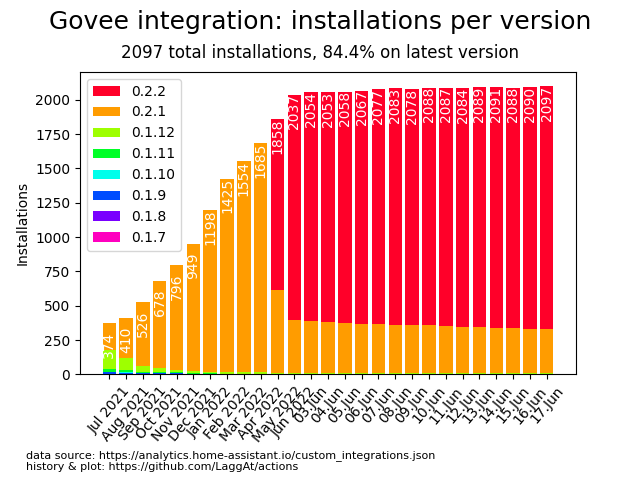 Govee integration: installations per version
2097 total installations, 84.4% on latest version
0.2.2
0.2.1
0.1.12
0.1.11
0.1.10
0.1.9
0.1.8
0.1.7
Installations
2000
1750
1500
1250
1000
750
500
250
0
374
410
526
678
796
949
1198
1425
1554
1685
1858
2037
2054
2053
2058
2067
2077
2083
2078
2088
2087
2084
2089
2091
2088
2090
2097
Jul 2021
Aug 2021
Sep 2021
Oct 2021
Nov 2021
Dec 2021
Jan 2022
Feb 2022
Mar 2022
Apr 2022
May 2022
Jun 2022
03.Jun
04.Jun
05.Jun
06.Jun
07.Jun
08.Jun
09.Jun
10.Jun
11.Jun
12.Jun
13.Jun
14.Jun
15.Jun
16.Jun
17.Jun
data source: https://analytics.home-assistant.io/custom_integrations.json
history & plot: https://github.com/LaggAt/actions